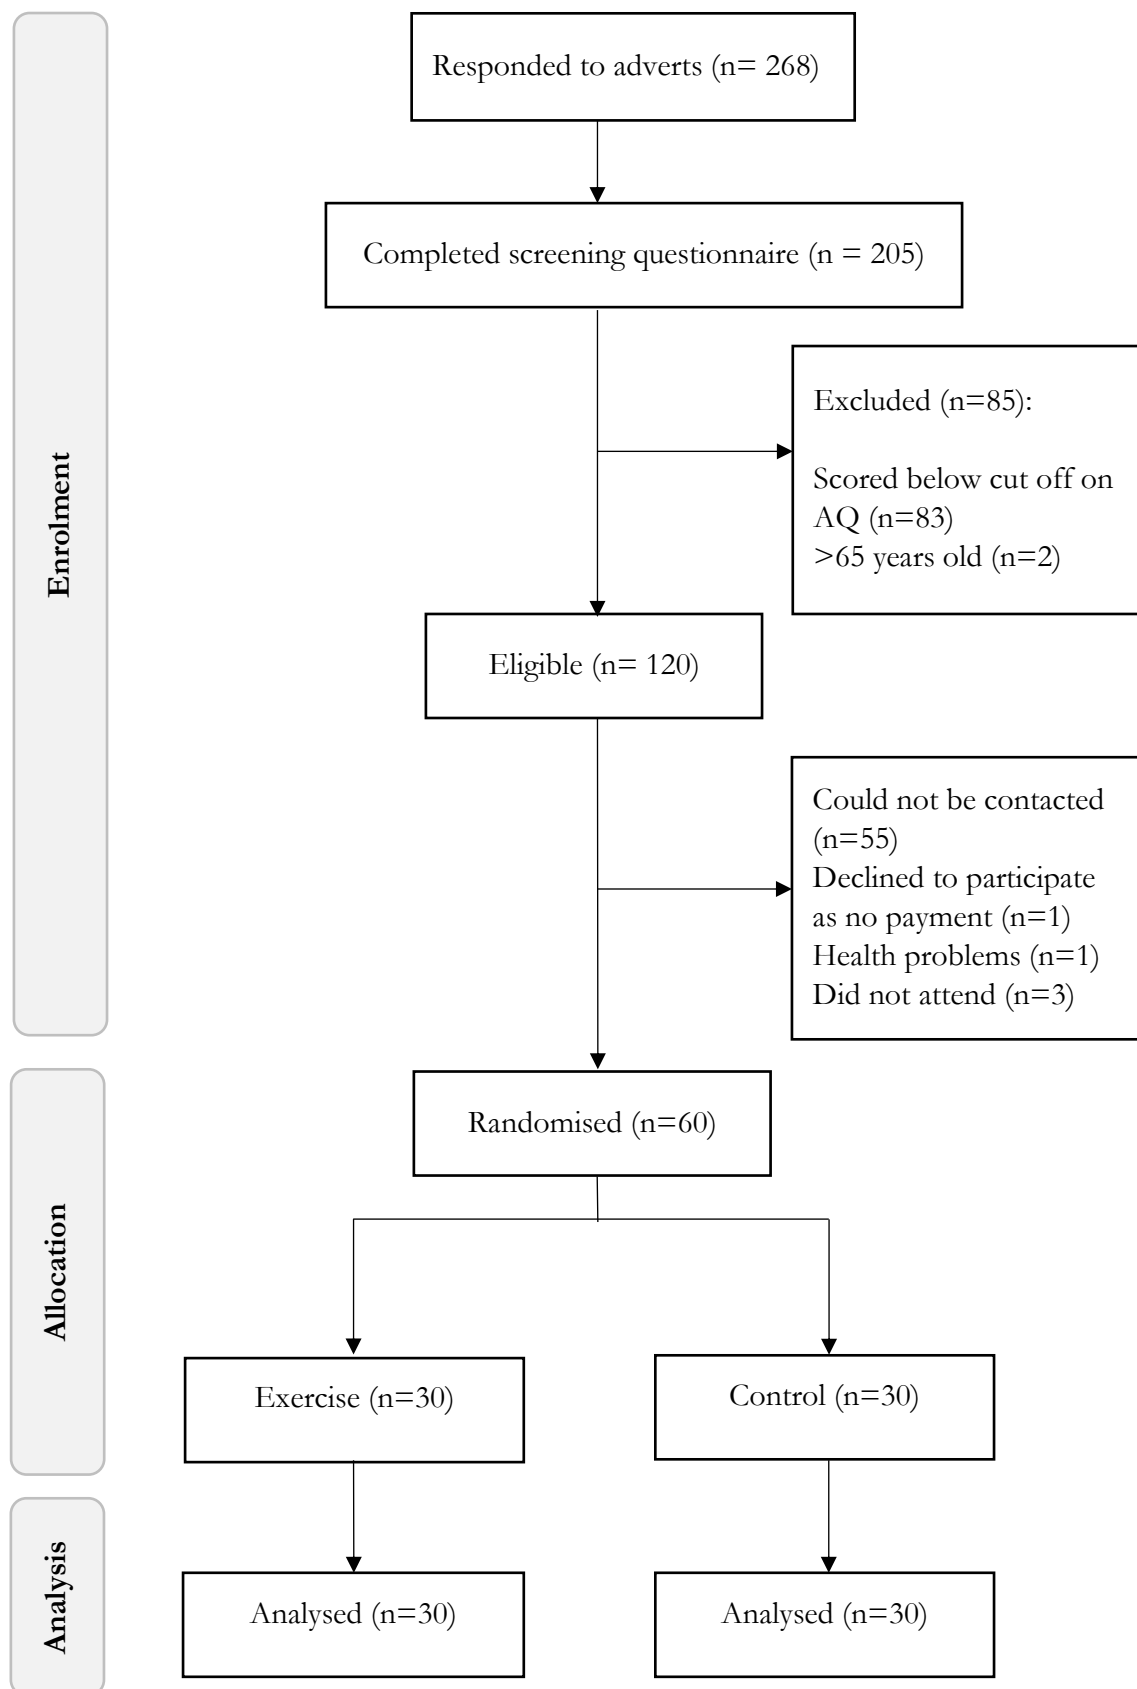 Responded to adverts (n= 268)
Completed screening questionnaire (n = 205)
Excluded (n=85):
Scored below cut off on
AQ (n=83)
>65 years old (n=2)
Enrolment
Eligible (n= 120)
Could not be contacted
(n=55)
Declined to participate
as no payment (n=1)
Health problems (n=1)
Did not attend (n=3)
Randomised (n=60)
Allocation
Exercise (n=30)
Control (n=30)
Analysis
Analysed (n=30)
Analysed (n=30)